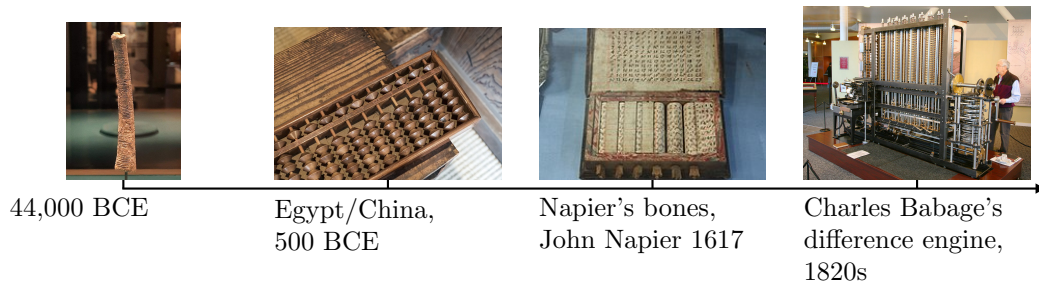 44,000 BCE
Egypt/China,
500 BCE
Napier's bones,
John Napier 1617
Charles Babage's
difference engine,
1820s